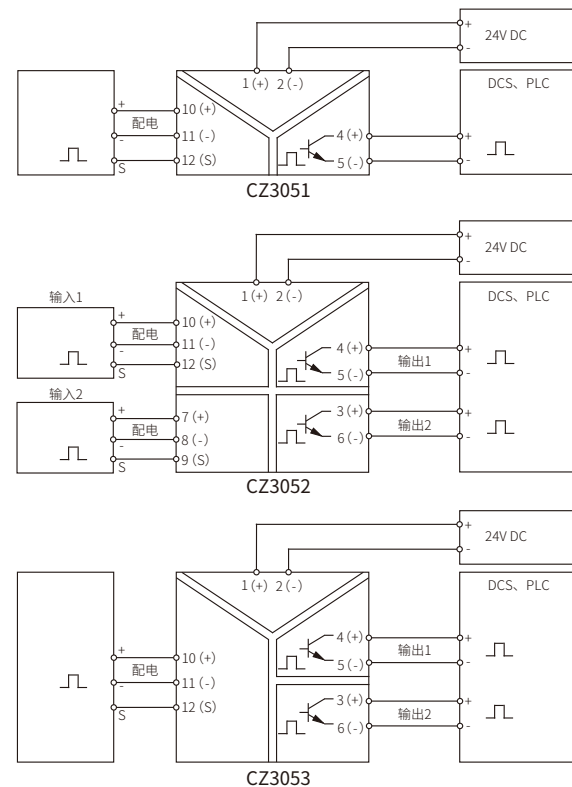 +
24V DC
-
1(+) 2(-)
DCS、PLC
+
10(+)
配电
-
11(-)
4(+)
+
12(S)
5(-)
-
S
CZ3051
+
24V DC
-
输入1
1(+) 2(-)
DCS、PLC
+
10(+)
配电
-
11(-)
4(+)
+
12(S)
输出1
S
5(-)
-
输入2
+
7(+)
3(+)
+
配电
-
8(-)
输出2
9(S)
6(-)
-
S
CZ3052
+
24V DC
-
1(+) 2(-)
DCS、PLC
4(+)
+
+
10(+)
输出1
配电
5(-)
-
-
11(-)
3(+)
+
S
12(S)
输出2
6(-)
-
CZ3053